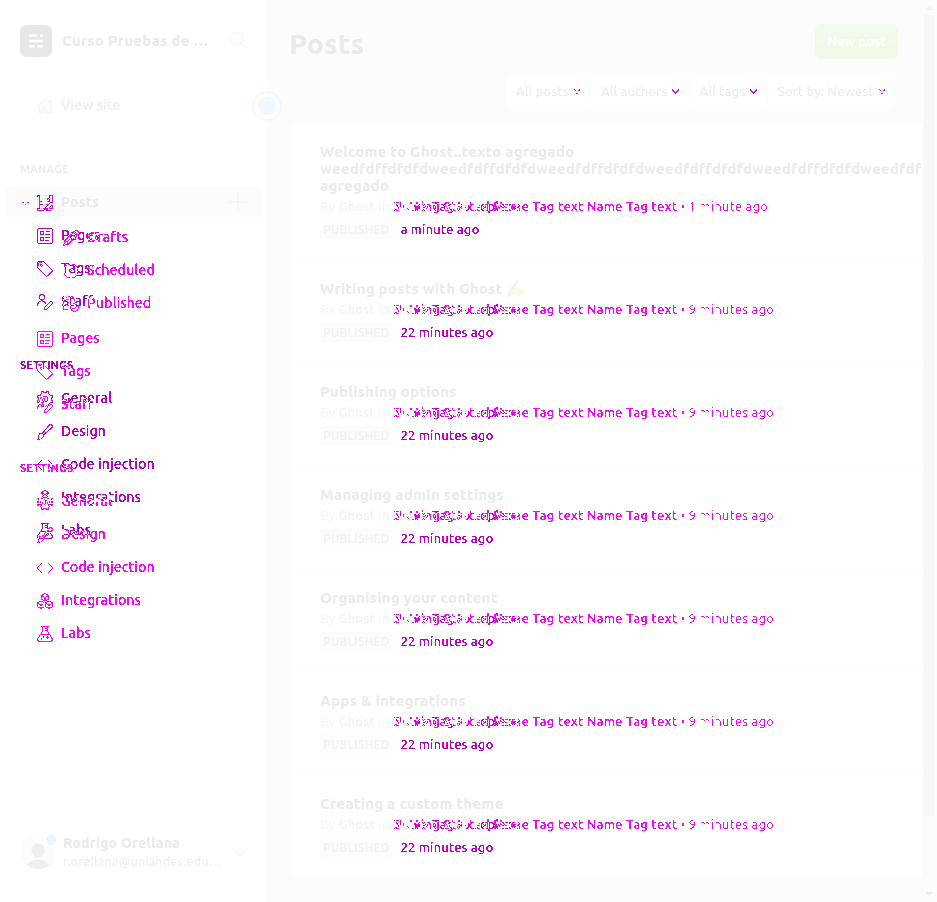 Curso Pruebas de ...
View site
MANAGE
Posts
Pages
Drafts
Tags
Scheduled
Staff
Published
Pages
SETTINGS
Tags
General
Staff
Design
Code injection
SETTINGS
Integrations
General
Labs
Design
Code injection
Integrations
Labs
Rodrigo Orellana
r.orellana@uniandes.edu...
Posts
New post
All posts
All authors
All tags
Sort by: Newest
Welcome to Ghost..texto agregado
weedfdffdfdfdweedfdffdfdfdweedfdffdfdfdweedfdffdfdfdweedfdffdfdfdweedfdf
agregado
By Ghost in Name Tag text Name Tag text • 1 minute ago
PUBLISHED a minute ago
Writing posts with Ghost ✍️
By Ghost in Name Tag text Name Tag text • 9 minutes ago
PUBLISHED 22 minutes ago
Publishing options
By Ghost in Name Tag text Name Tag text • 9 minutes ago
PUBLISHED 22 minutes ago
Managing admin settings
By Ghost in Name Tag text Name Tag text • 9 minutes ago
PUBLISHED 22 minutes ago
Organising your content
By Ghost in Name Tag text Name Tag text • 9 minutes ago
PUBLISHED 22 minutes ago
Apps & integrations
By Ghost in Name Tag text Name Tag text • 9 minutes ago
PUBLISHED 22 minutes ago
Creating a custom theme
By Ghost in Name Tag text Name Tag text • 9 minutes ago
PUBLISHED 22 minutes ago